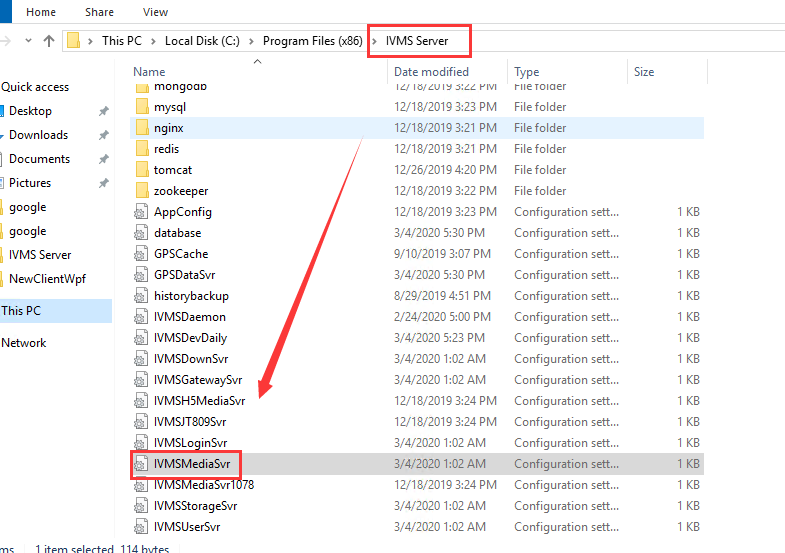 Home Share View
This PC Local Disk (C:) Program Files (x86) IVMS Server
Name Date modified Type Size
Quick access
Desktop
Downloads
Documents
Pictures
google
google
IVMS Server
NewClientWpf
This PC
Network
mongodb 12/18/2019 3:22 PM File folder
mysql 12/18/2019 3:23 PM File folder
nginx 12/18/2019 3:21 PM File folder
redis 12/18/2019 3:21 PM File folder
tomcat 12/26/2019 4:20 PM File folder
zookeeper 12/18/2019 3:22 PM File folder
AppConfig 12/18/2019 3:23 PM Configuration sett... 1 KB
database 3/4/2020 5:30 PM Configuration sett... 1 KB
GPSCache 9/10/2019 3:07 PM Configuration sett... 1 KB
GPSDataSvr 3/4/2020 5:30 PM Configuration sett... 1 KB
historybackup 8/29/2019 4:51 PM Configuration sett... 1 KB
IVMSDaemon 2/24/2020 5:00 PM Configuration sett... 1 KB
IVMSDevDaily 3/4/2020 5:23 PM Configuration sett... 1 KB
IVMSDownSvr 3/4/2020 1:02 AM Configuration sett... 1 KB
IVMSGatewaySvr 3/4/2020 1:02 AM Configuration sett... 1 KB
IVMSH5MediaSvr 12/18/2019 3:24 PM Configuration sett... 1 KB
IVMSJT809Svr 12/18/2019 3:24 PM Configuration sett... 1 KB
IVMSLoginSvr 3/4/2020 1:02 AM Configuration sett... 1 KB
IVMSMediaSvr 3/4/2020 1:02 AM Configuration sett... 1 KB
IVMSMediaSvr1078 12/18/2019 3:24 PM Configuration sett... 1 KB
IVMSStorageSvr 3/4/2020 1:02 AM Configuration sett... 1 KB
IVMSUserSvr 3/4/2020 1:02 AM Configuration sett... 1 KB
ms 1 item selected 114 bytes